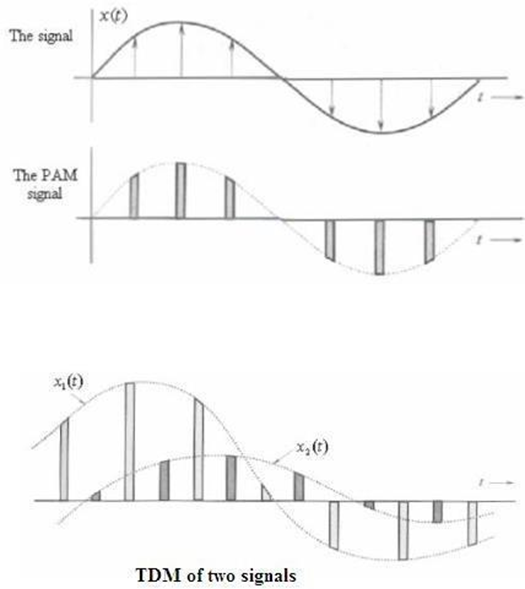 x(t)
The signal
t
The PAM
signal
t
x₁(t)
x₂(t)
t
TDM of two signals